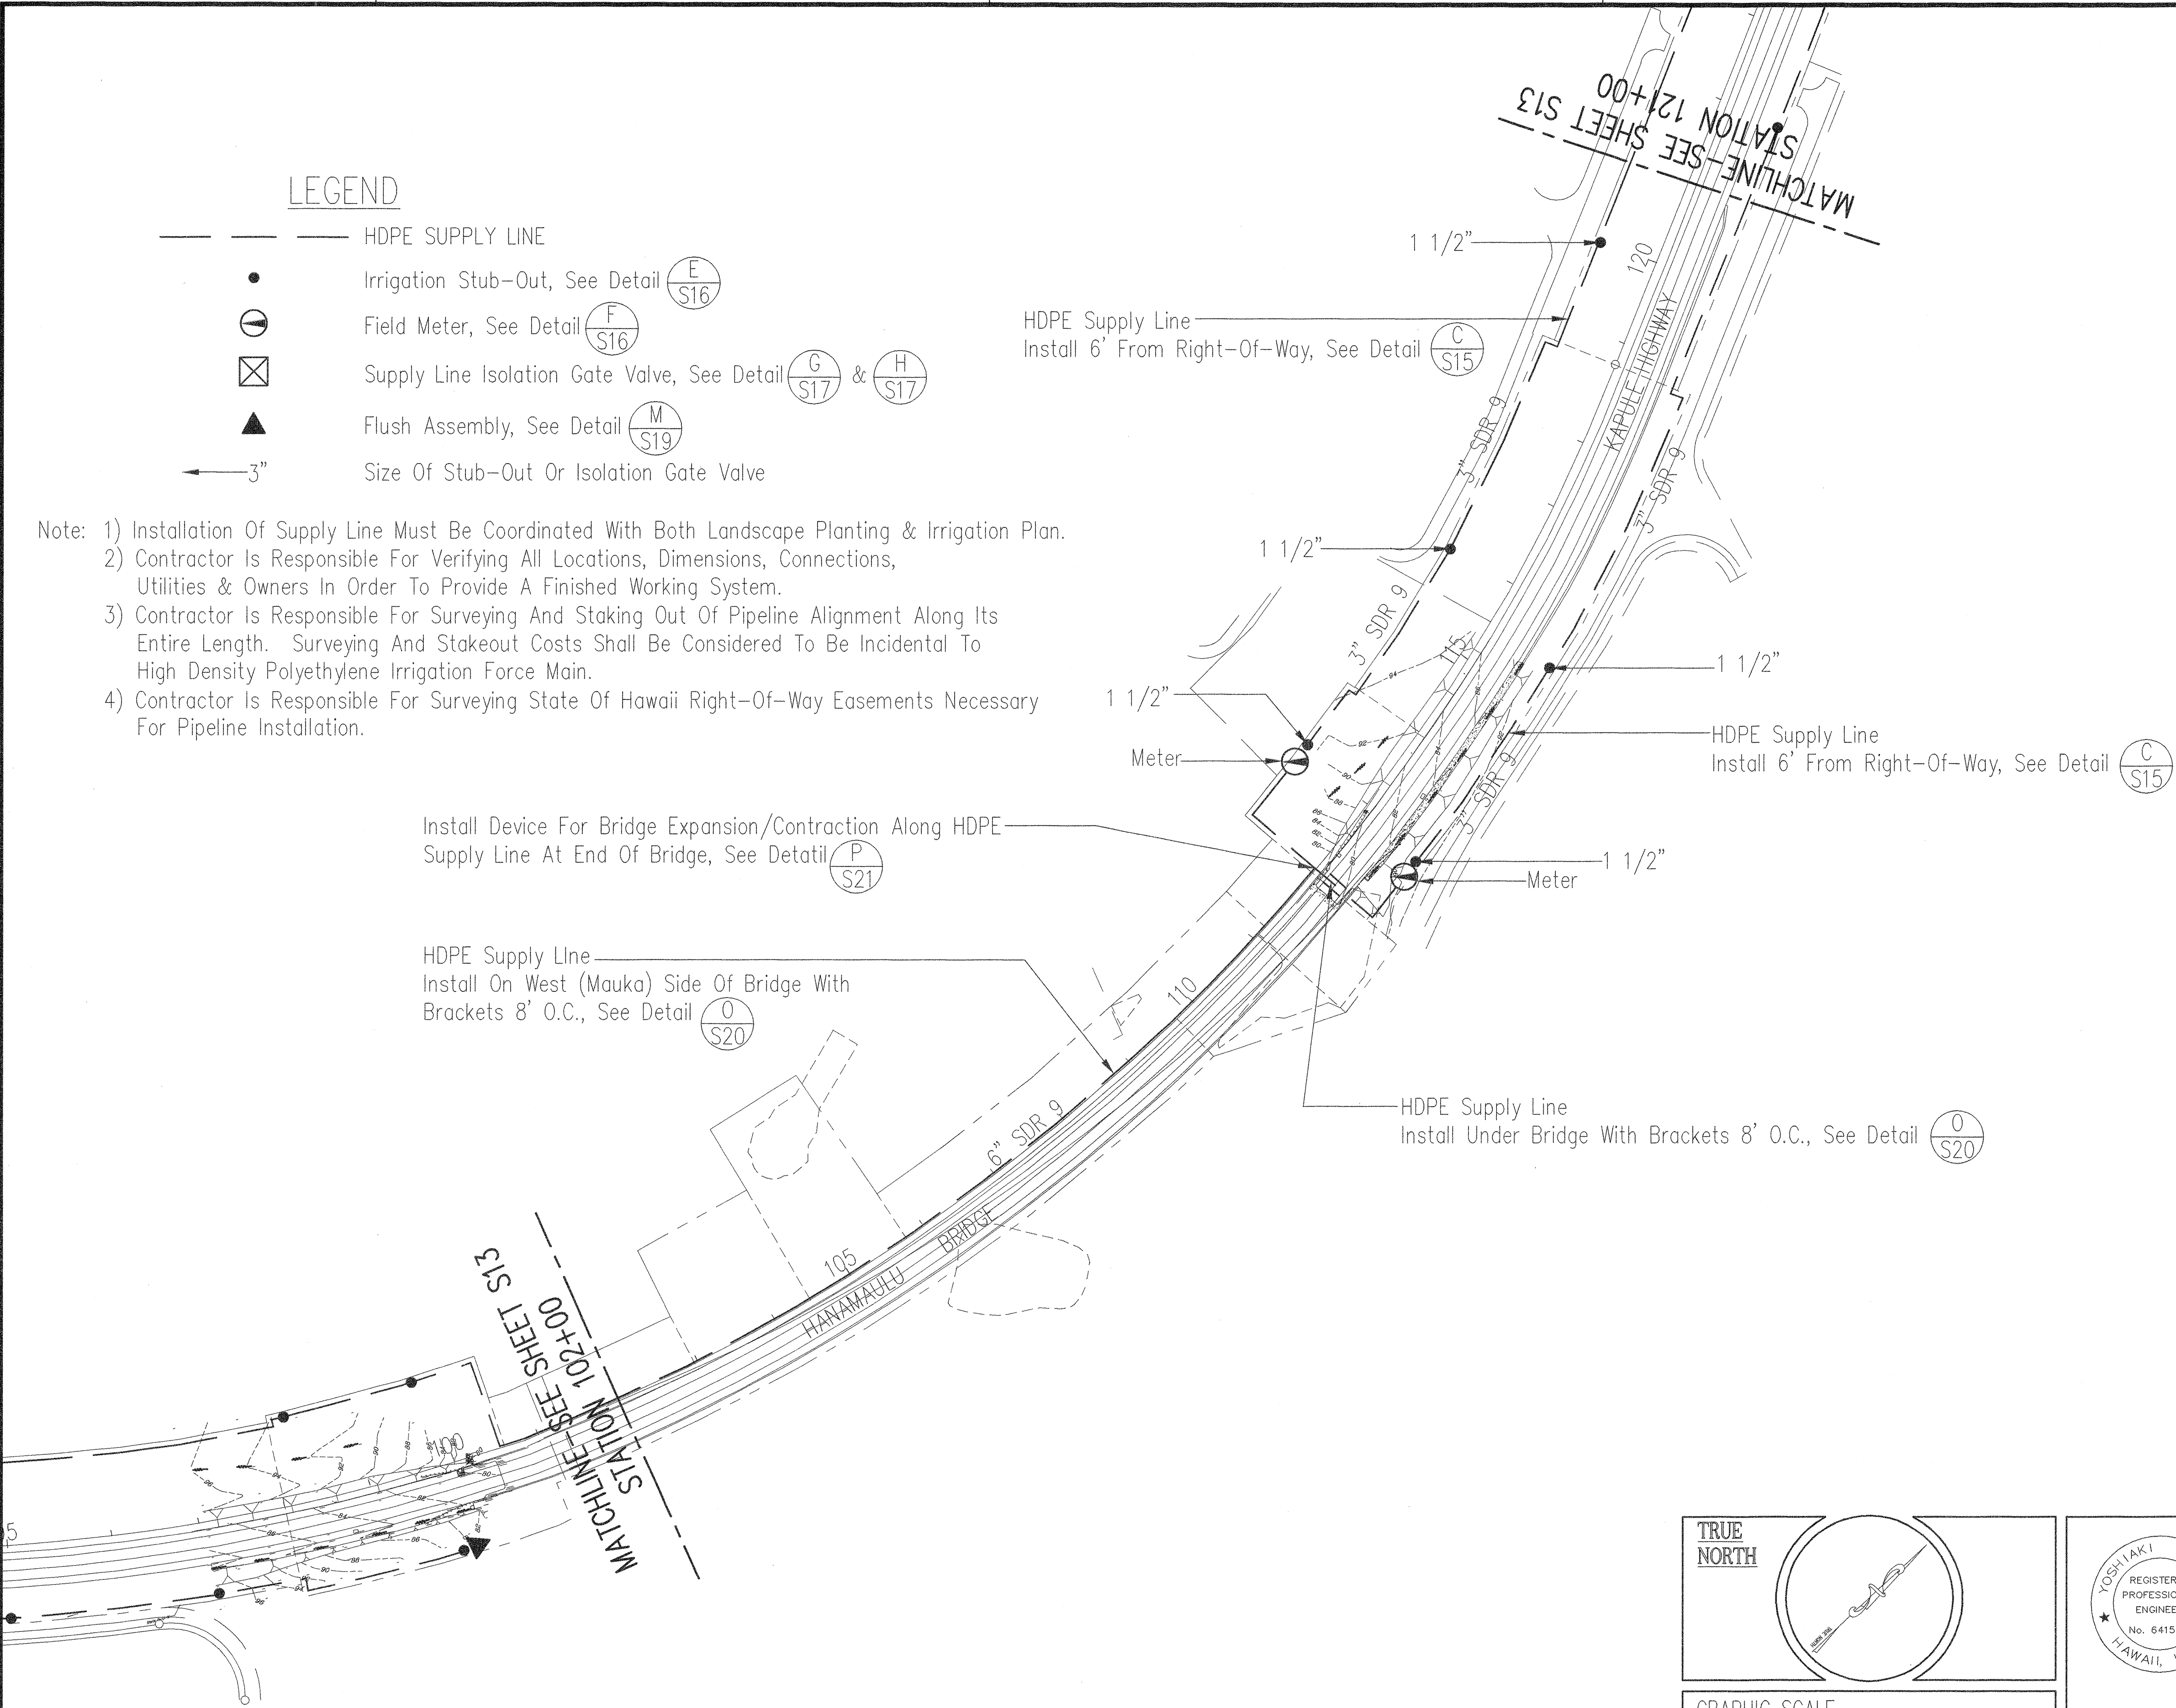 LEGEND
HDPE SUPPLY LINE
Irrigation Stub-Out, See Detail E S16
Field Meter, See Detail F S16
Supply Line Isolation Gate Valve, See Detail G S17 & H S17
Flush Assembly, See Detail M S19
3" Size Of Stub-Out Or Isolation Gate Valve
Note: 1) Installation Of Supply Line Must Be Coordinated With Both Landscape Planting & Irrigation Plan.
2) Contractor Is Responsible For Verifying All Locations, Dimensions, Connections,
Utilities & Owners In Order To Provide A Finished Working System.
3) Contractor Is Responsible For Surveying And Staking Out Of Pipeline Alignment Along Its
Entire Length. Surveying And Stakeout Costs Shall Be Considered To Be Incidental To
High Density Polyethylene Irrigation Force Main.
4) Contractor Is Responsible For Surveying State Of Hawaii Right-Of-Way Easements Necessary
For Pipeline Installation.
MATCHLINE-SEE SHEET S13
STATION 121+00
1 1/2"
120
KAPULE HIGHWAY
HDPE Supply Line
Install 6' From Right-Of-Way, See Detail C S15
3" SDR 9
3" SDR 9
1 1/2"
3" SDR 9
115
1 1/2"
1 1/2"
Meter
HDPE Supply Line
Install 6' From Right-Of-Way, See Detail C S15
3" SDR 9
1 1/2"
Meter
Install Device For Bridge Expansion/Contraction Along HDPE
Supply Line At End Of Bridge, See Detatil P S21
HDPE Supply LIne
Install On West (Mauka) Side Of Bridge With
Brackets 8' O.C., See Detail O S20
110
6" SDR 9
HDPE Supply Line
Install Under Bridge With Brackets 8' O.C., See Detail O S20
105
HANAMAULU BRIDGE
MATCHLINE-SEE SHEET S13
STATION 102+00
100
TRUE
NORTH
TRUE NORTH
YOSHIAKI
PROFESSIO
No. 6415
HAWAII,
GRAPHIC SCALE